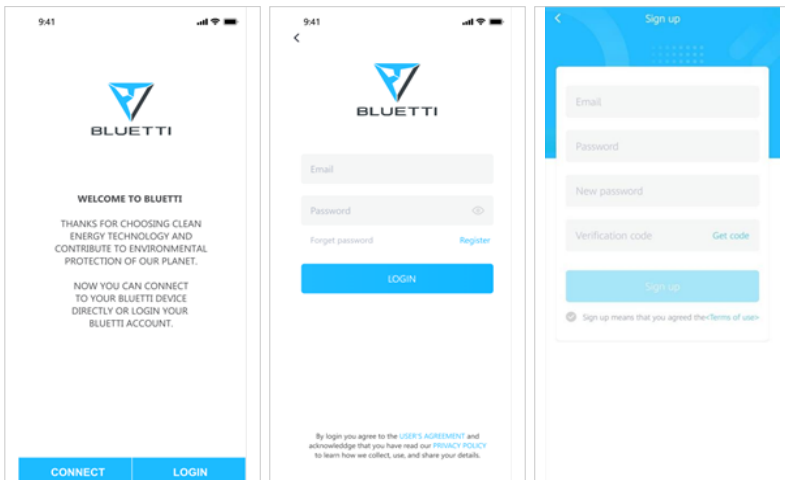 9:41
BLUETTI
WELCOME TO BLUETTI
THANKS FOR CHOOSING CLEAN
ENERGY TECHNOLOGY AND
CONTRIBUTE TO ENVIRONMENTAL
PROTECTION OF OUR PLANET.
NOW YOU CAN CONNECT
TO YOUR BLUETTI DEVICE
DIRECTLY OR LOGIN YOUR
BLUETTI ACCOUNT.
CONNECT LOGIN
9:41
BLUETTI
Email
Password
Forget password Register
LOGIN
By login you agree to the USER'S AGREEMENT and
acknowleddge that you have read our PRIVACY POLICY
to learn how we collect, use, and share your details.
Sign up
Email
Password
New password
Verification code Get code
Sign up
Sign up means that you agreed the<Terms of use>